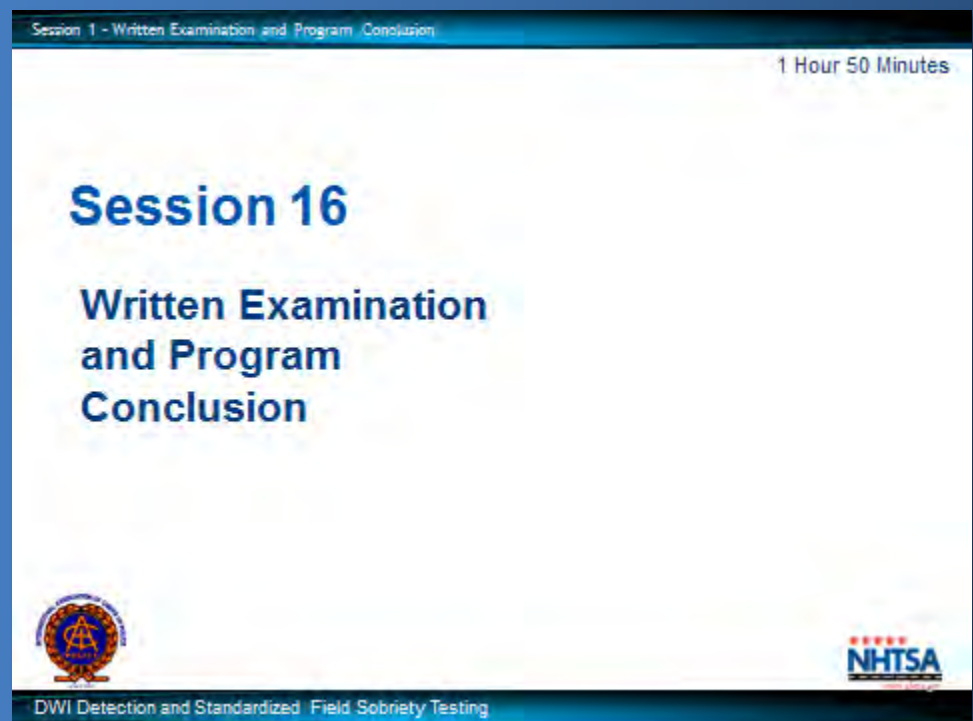 Session 1 - Written Examination and Program Conclusion
1 Hour 50 Minutes
Session 16
Written Examination
and Program
Conclusion
NHTSA
DWI Detection and Standardized Field Sobriety Testing